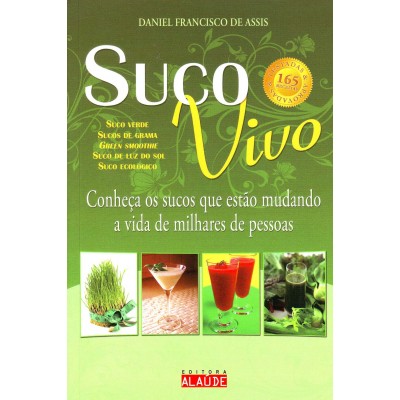 DANIEL FRANCISCO DE ASSIS
SUCO
Vivo
165
SUCO VERDE
SUCOS DE GRAMA
GREEN SMOOTHIE
SUCO DE LUZ DO SOL
SUCO ECOLÓGICO
Conheça os sucos que estão mudando
a vida de milhares de pessoas
EDITORA
ALAÚDE